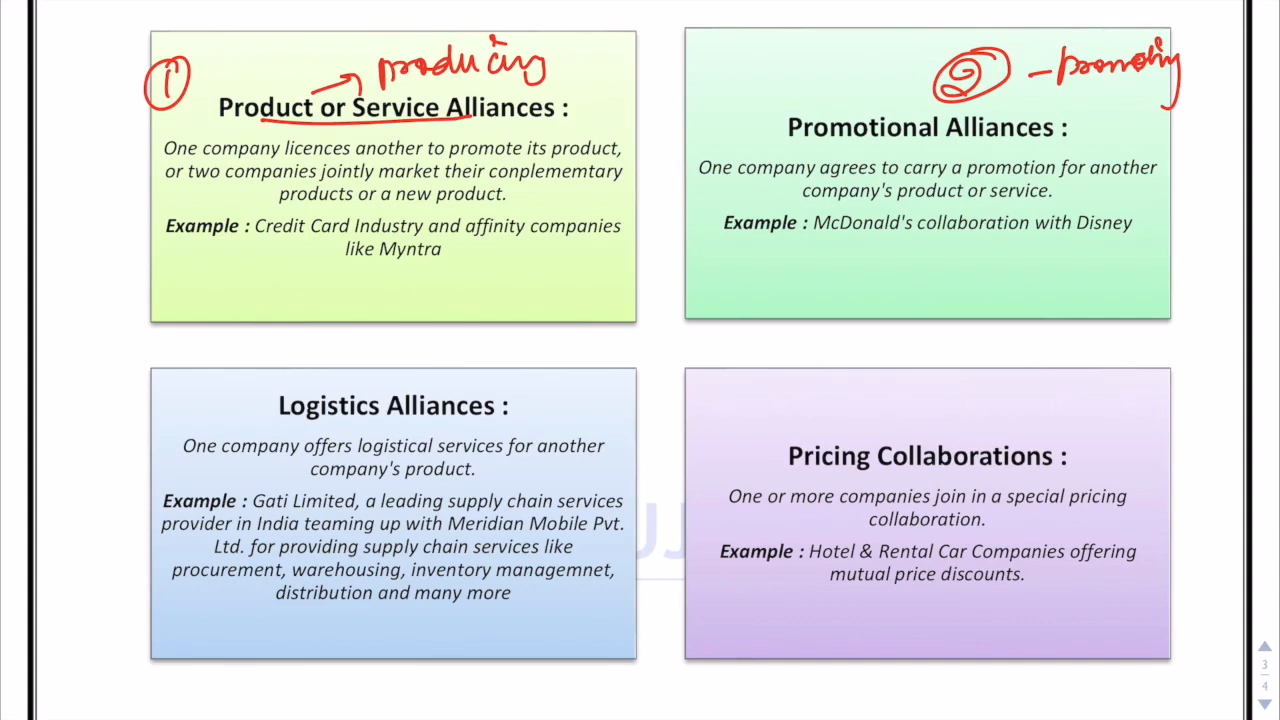 ① → producing
Product or Service Alliances :
One company licences another to promote its product,
or two companies jointly market their conplememtary
products or a new product.
Example : Credit Card Industry and affinity companies
like Myntra
② - promoting
Promotional Alliances :
One company agrees to carry a promotion for another
company's product or service.
Example : McDonald's collaboration with Disney
Logistics Alliances :
One company offers logistical services for another
company's product.
Example : Gati Limited, a leading supply chain services
provider in India teaming up with Meridian Mobile Pvt.
Ltd. for providing supply chain services like
procurement, warehousing, inventory managemnet,
distribution and many more
Pricing Collaborations :
One or more companies join in a special pricing
collaboration.
Example : Hotel & Rental Car Companies offering
mutual price discounts.
3
4